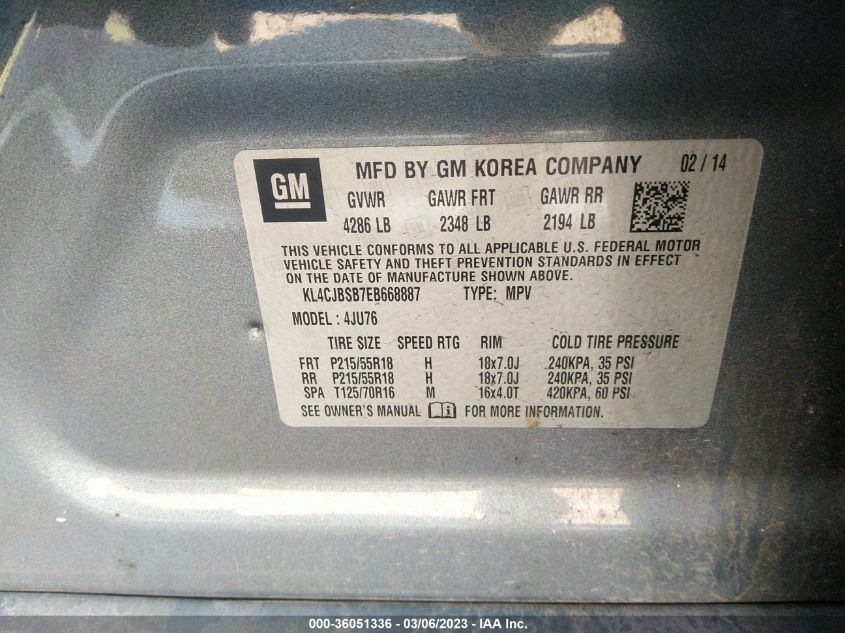 GM
MFD BY GM KOREA COMPANY 02 / 14
GVWR GAWR FRT GAWR RR
4286 LB 2348 LB 2194 LB
THIS VEHICLE CONFORMS TO ALL APPLICABLE U.S. FEDERAL MOTOR
VEHICLE SAFETY AND THEFT PREVENTION STANDARDS IN EFFECT
ON THE DATE OF MANUFACTURE SHOWN ABOVE.
KL4CJBSB7EB668887 TYPE: MPV
MODEL : 4JU76
TIRE SIZE SPEED RTG RIM COLD TIRE PRESSURE
FRT P215/55R18 H 18x7.0J 240KPA, 35 PSI
RR P215/55R18 H 18x7.0J 240KPA, 35 PSI
SPA T125/70R16 M 16x4.0T 420KPA, 60 PSI
SEE OWNER'S MANUAL FOR MORE INFORMATION.
000-36051336 - 03/06/2023 - IAA Inc.